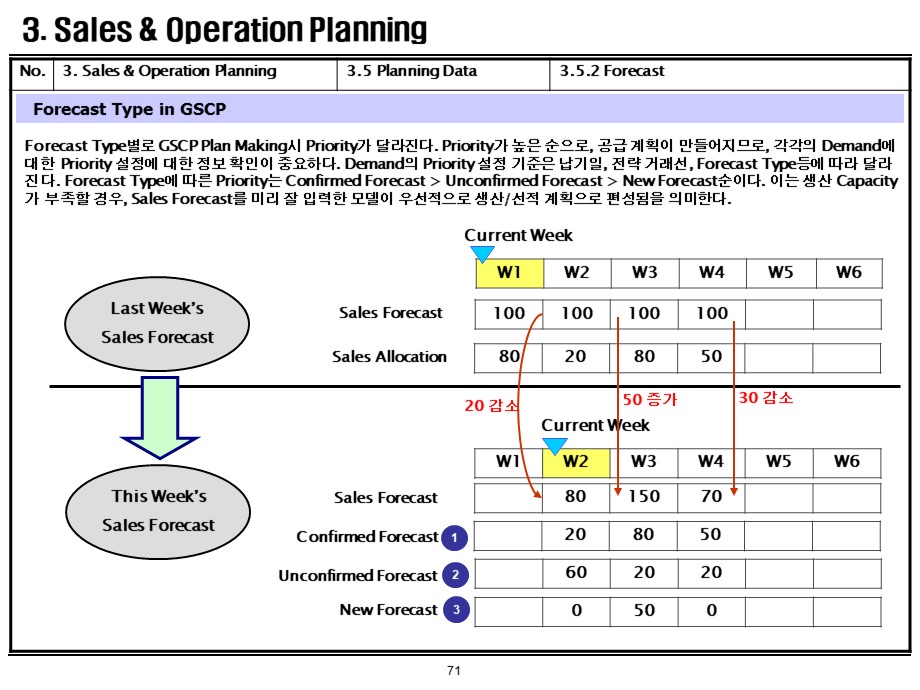 3. Sales & Operation Planning
No. 3. Sales & Operation Planning 3.5 Planning Data 3.5.2 Forecast
Forecast Type in GSCP
Forecast Type별로 GSCP Plan Making시 Priority가 달라진다. Priority가 높은 순으로, 공급 계획이 만들어지므로, 각각의 Demand에
대한 Priority 설정에 대한 정보 확인이 중요하다. Demand의 Priority 설정 기준은 납기일, 전략 거래선, Forecast Type등에 따라 달라
진다. Forecast Type에 따른 Priority는 Confirmed Forecast > Unconfirmed Forecast > New Forecast순이다. 이는 생산 Capacity
가 부족할 경우, Sales Forecast를 미리 잘 입력한 모델이 우선적으로 생산/선적 계획으로 편성됨을 의미한다.
Current Week
W1 W2 W3 W4 W5 W6
Last Week's
Sales Forecast
Sales Forecast 100 100 100 100
Sales Allocation 80 20 80 50
20 감소 50 증가 30 감소
Current Week
W1 W2 W3 W4 W5 W6
This Week's
Sales Forecast
Sales Forecast 80 150 70
Confirmed Forecast 1 20 80 50
Unconfirmed Forecast 2 60 20 20
New Forecast 3 0 50 0
71